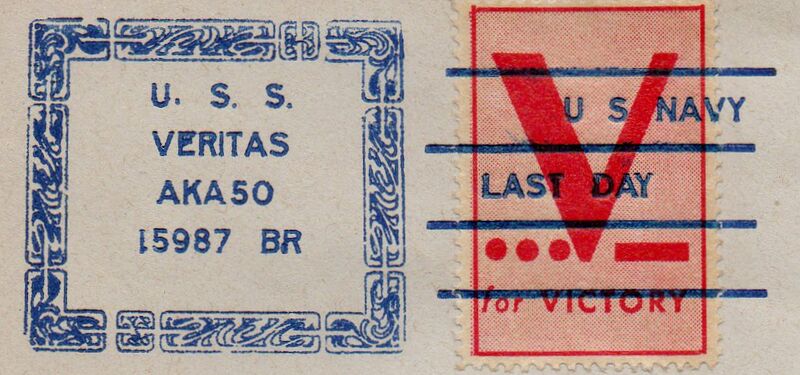 U. S. S.
VERITAS
AKA50
15987 BR
U S NAVY
LAST DAY
V
for VICTORY